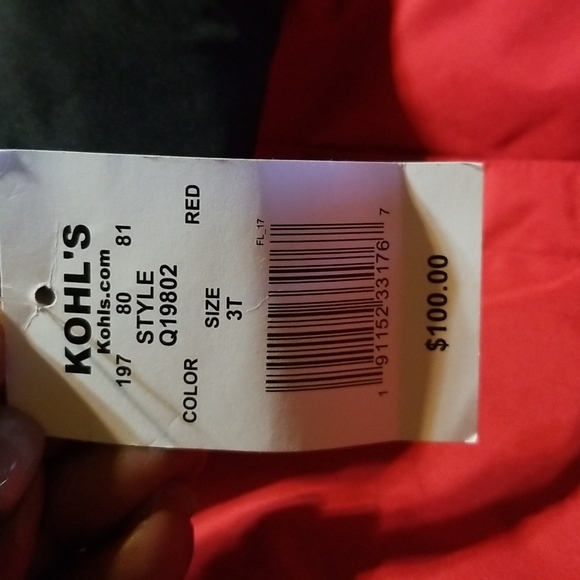 KOHL'S
Kohls.com
197 80 81
STYLE
Q19802
COLOR RED
SIZE
3T
FL_17
1 91152 33176 7
$100.00